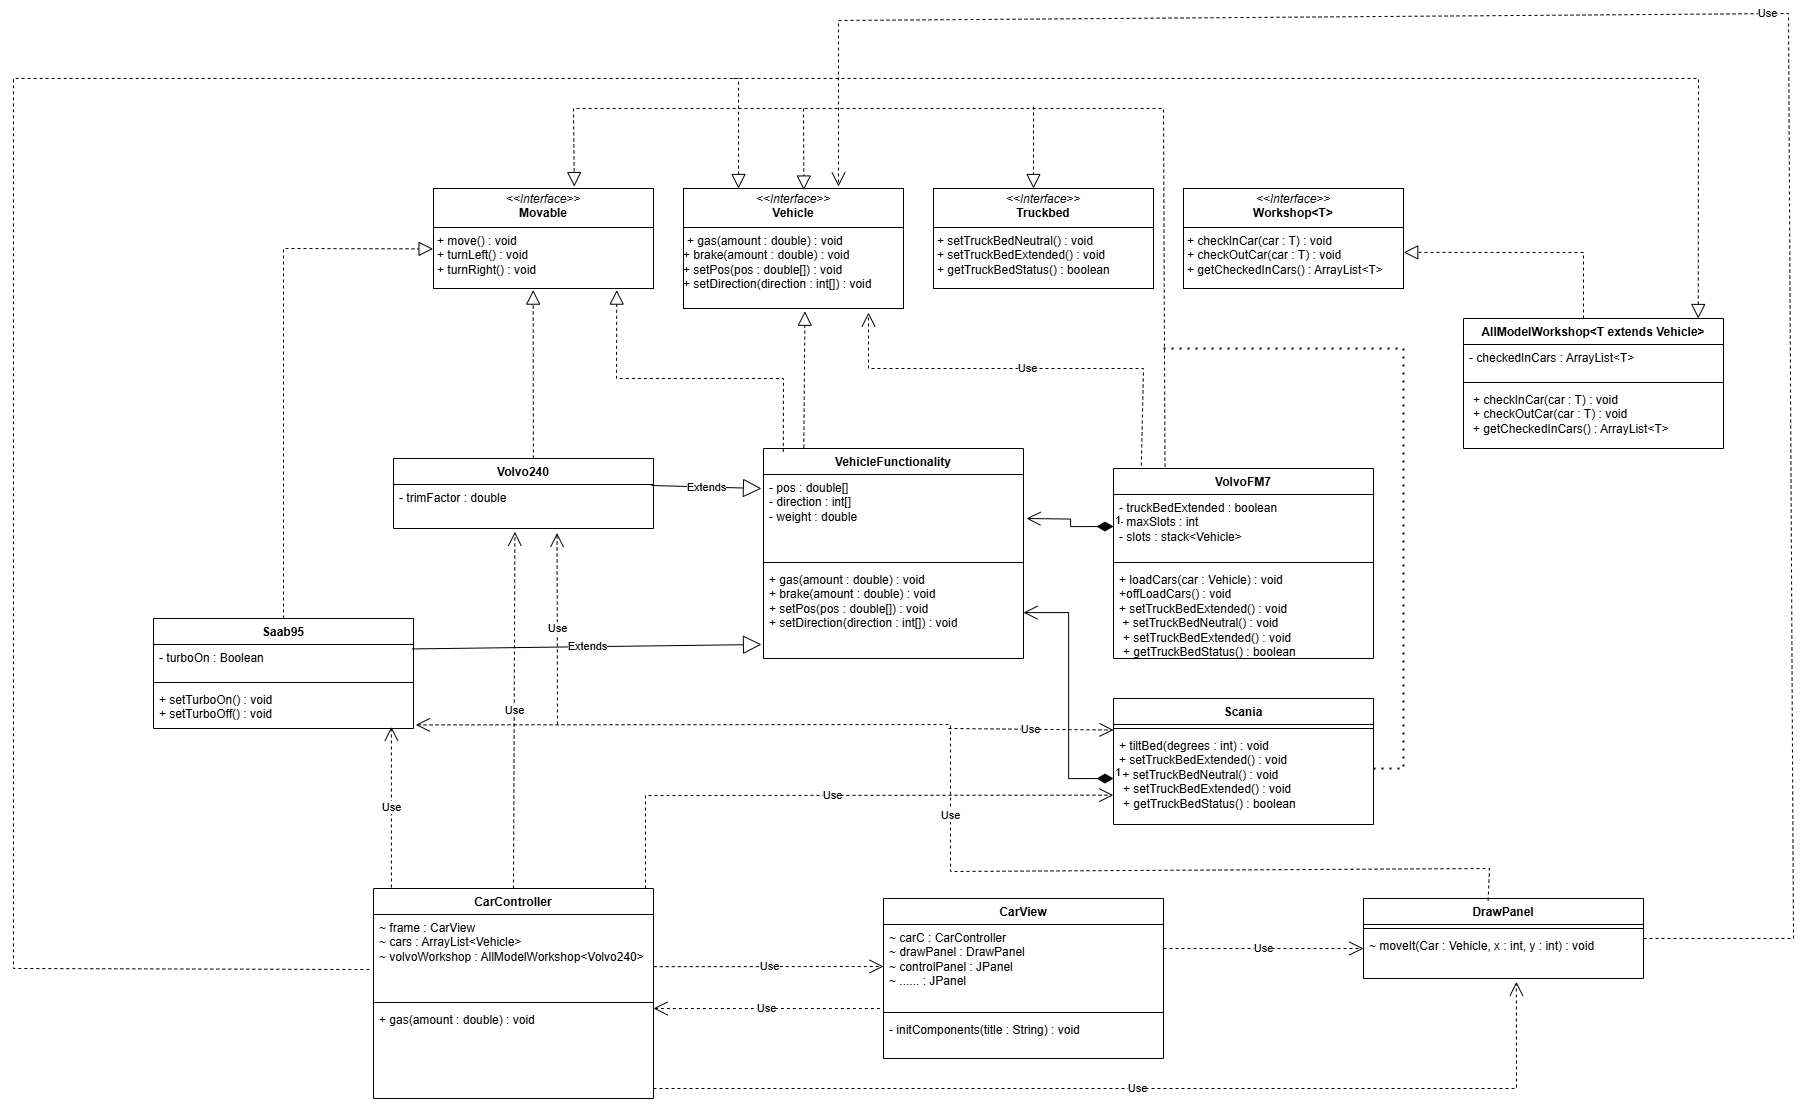 Use
<<Interface>>
Movable
+ move() : void
+ turnLeft() : void
+ turnRight() : void
<<Interface>>
Vehicle
+ gas(amount : double) : void
+ brake(amount : double) : void
+ setPos(pos : double[]) : void
+ setDirection(direction : int[]) : void
<<Interface>>
Truckbed
+ setTruckBedNeutral() : void
+ setTruckBedExtended() : void
+ getTruckBedStatus() : boolean
<<Interface>>
Workshop<T>
+ checkInCar(car : T) : void
+ checkOutCar(car : T) : void
+ getCheckedInCars() : ArrayList<T>
AllModelWorkshop<T extends Vehicle>
- checkedInCars : ArrayList<T>
+ checkInCar(car : T) : void
+ checkOutCar(car : T) : void
+ getCheckedInCars() : ArrayList<T>
Use
Volvo240
- trimFactor : double
Extends
VehicleFunctionality
- pos : double[]
- direction : int[]
- weight : double
+ gas(amount : double) : void
+ brake(amount : double) : void
+ setPos(pos : double[]) : void
+ setDirection(direction : int[]) : void
VolvoFM7
- truckBedExtended : boolean
1
- maxSlots : int
- slots : stack<Vehicle>
+ loadCars(car : Vehicle) : void
+offLoadCars() : void
+ setTruckBedExtended() : void
+ setTruckBedNeutral() : void
+ setTruckBedExtended() : void
+ getTruckBedStatus() : boolean
Saab95
- turboOn : Boolean
+ setTurboOn() : void
+ setTurboOff() : void
Use
Extends
Use
Use
Scania
+ tiltBed(degrees : int) : void
+ setTruckBedExtended() : void
1
+ setTruckBedNeutral() : void
+ setTruckBedExtended() : void
+ getTruckBedStatus() : boolean
Use
Use
Use
CarController
~ frame : CarView
~ cars : ArrayList<Vehicle>
~ volvoWorkshop : AllModelWorkshop<Volvo240>
+ gas(amount : double) : void
Use
Use
CarView
~ carC : CarController
~ drawPanel : DrawPanel
~ controlPanel : JPanel
~ ...... : JPanel
- initComponents(title : String) : void
Use
DrawPanel
~ moveIt(Car : Vehicle, x : int, y : int) : void
Use